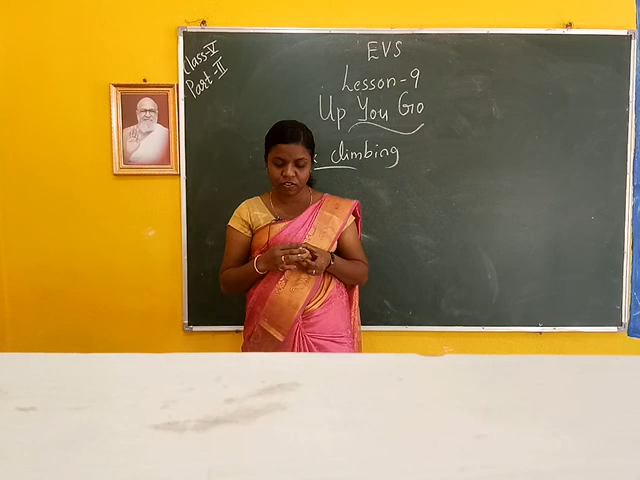 Class-V
Part-II
EVS
Lesson-9
Up You Go
climbing